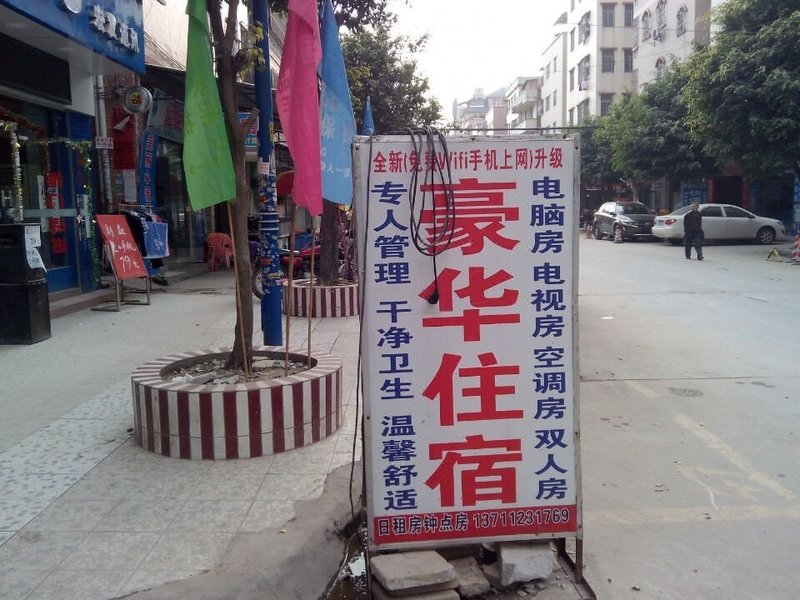 全新(免费Wifi手机上网)升级
专人管理 干净卫生 温馨舒适
豪华住宿
电脑房 电视房 空调房 双人房
日租房钟点房 13711231769